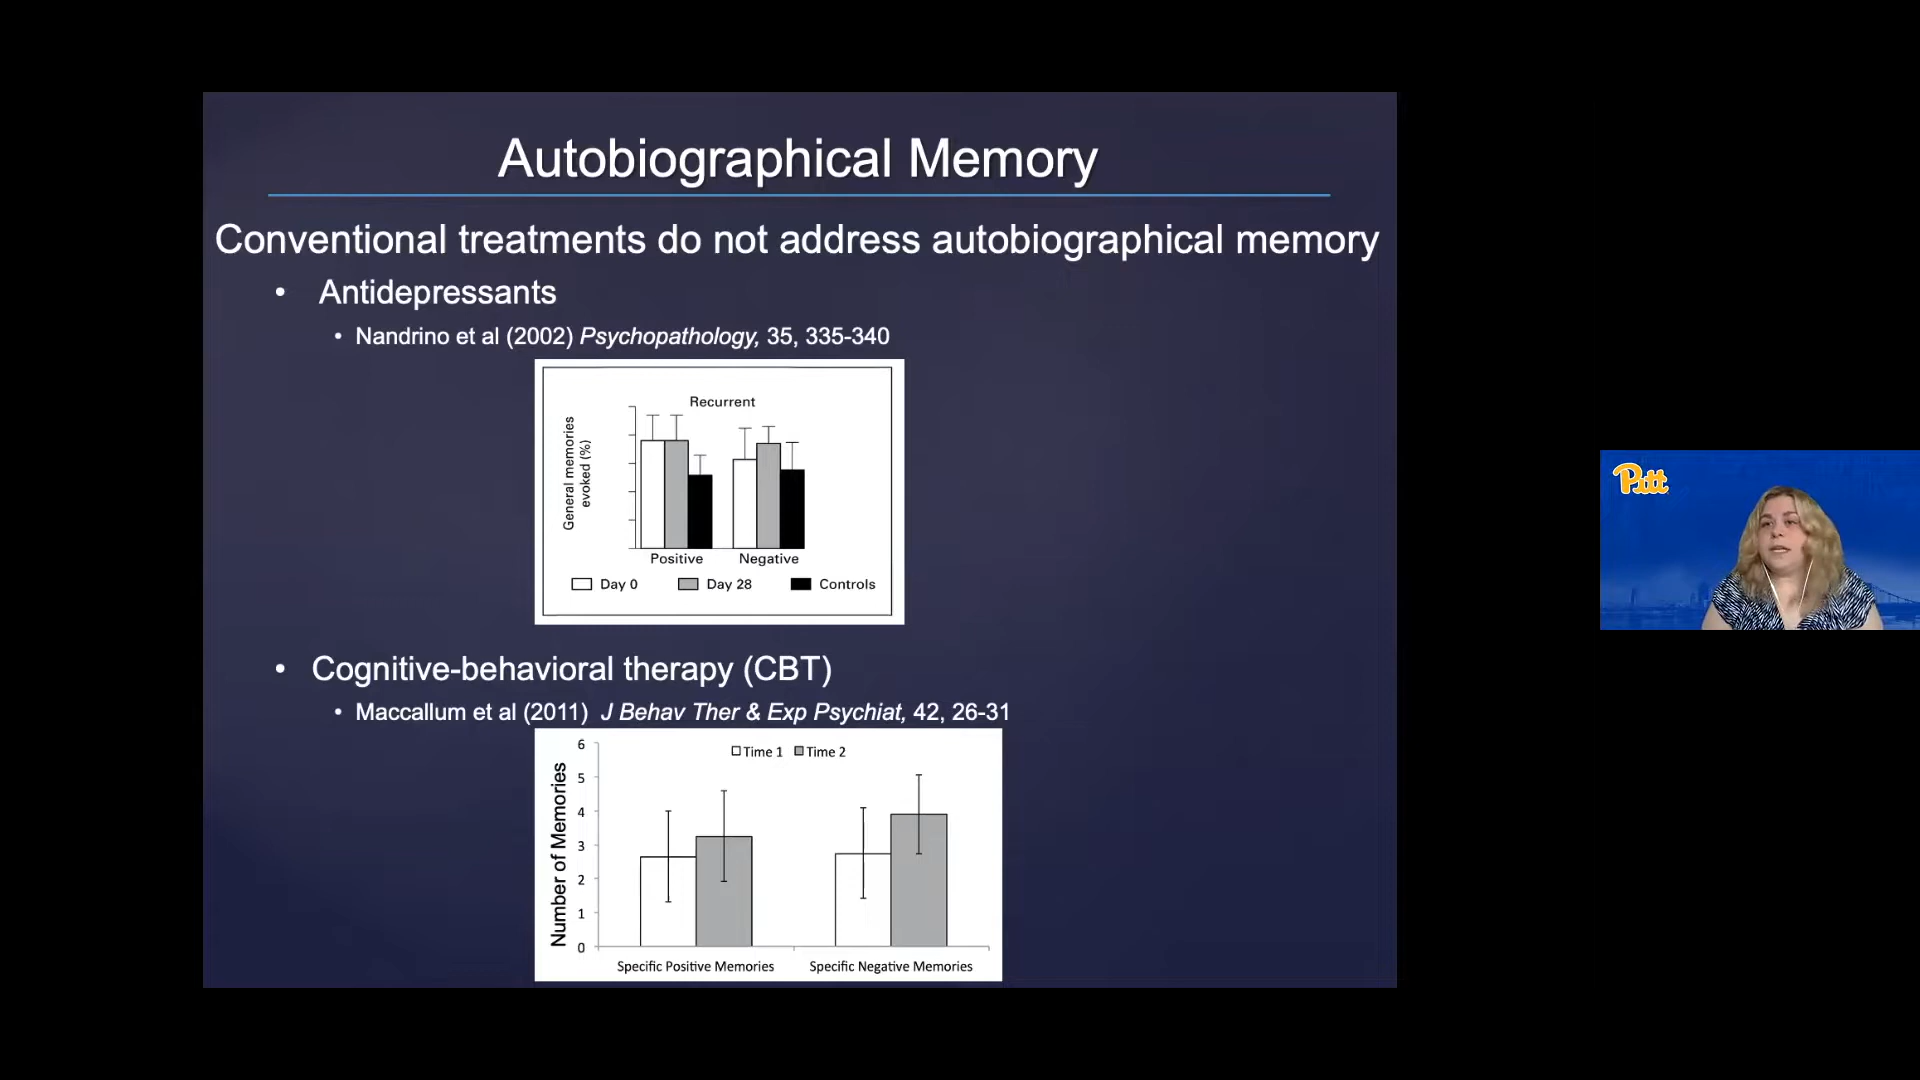 Autobiographical Memory
Conventional treatments do not address autobiographical memory
• Antidepressants
• Nandrino et al (2002) Psychopathology, 35, 335-340
Recurrent
General memories
evoked (%)
Positive Negative
Day 0 Day 28 Controls
• Cognitive-behavioral therapy (CBT)
• Maccallum et al (2011) J Behav Ther & Exp Psychiat, 42, 26-31
Number of Memories
6
5
4
3
2
1
0
Time 1 Time 2
Specific Positive Memories Specific Negative Memories
Pitt